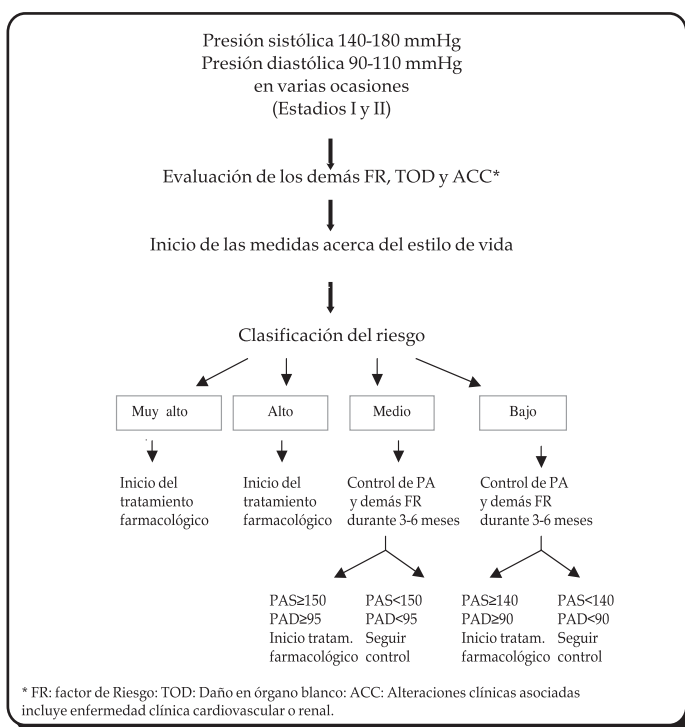 Presión sistólica 140-180 mmHg
Presión diastólica 90-110 mmHg
en varias ocasiones
(Estadios I y II)
Evaluación de los demás FR, TOD y ACC*
Inicio de las medidas acerca del estilo de vida
Clasificación del riesgo
Muy alto
Alto
Medio
Bajo
Inicio del
tratamiento
farmacológico
Inicio del
tratamiento
farmacológico
Control de PA
y demás FR
durante 3-6 meses
Control de PA
y demás FR
durante 3-6 meses
PAS≥150
PAD≥95
Inicio tratam.
farmacológico
PAS<150
PAD<95
Seguir
control
PAS≥140
PAD≥90
Inicio tratam.
farmacológico
PAS<140
PAD<90
Seguir
control
* FR: factor de Riesgo: TOD: Daño en órgano blanco: ACC: Alteraciones clínicas asociadas
incluye enfermedad clínica cardiovascular o renal.